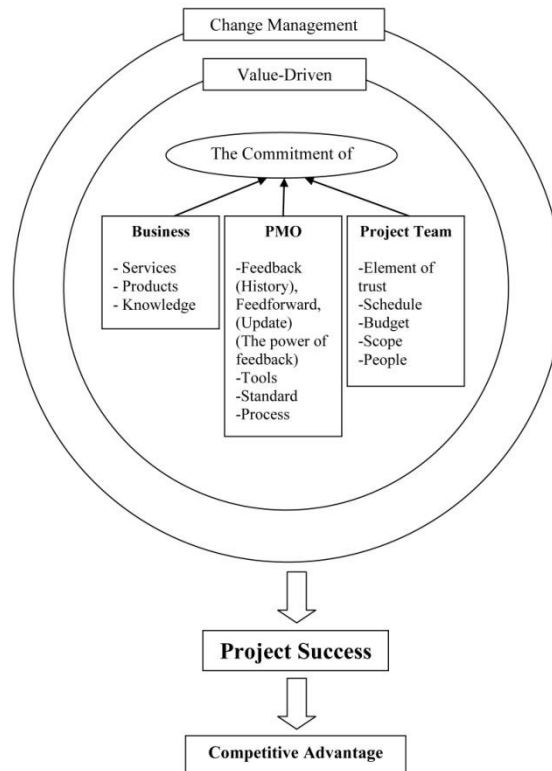 Change Management
Value-Driven
The Commitment of
Business
- Services
- Products
- Knowledge
PMO
-Feedback
(History),
Feedforward,
(Update)
(The power of
feedback)
-Tools
-Standard
-Process
Project Team
-Element of
trust
-Schedule
-Budget
-Scope
-People
Project Success
Competitive Advantage